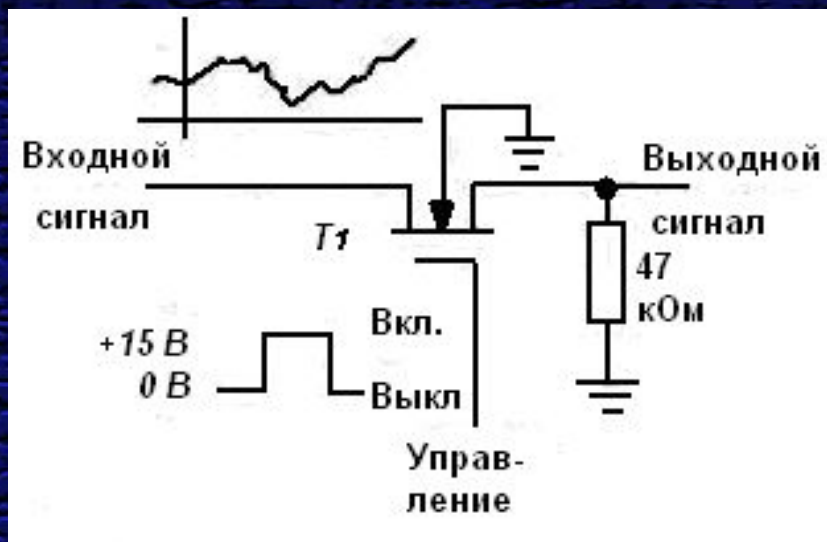 Входной
сигнал
Выходной
сигнал
47
кОм
T1
+15 В
0 В
Вкл.
Выкл
Управ-
ление